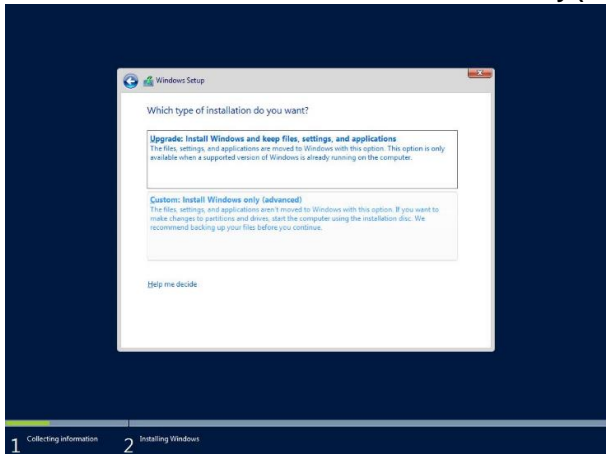 Windows Setup
Which type of installation do you want?
Upgrade: Install Windows and keep files, settings, and applications
The files, settings, and applications are moved to Windows with this option. This option is only
available when a supported version of Windows is already running on the computer.
Custom: Install Windows only (advanced)
The files, settings, and applications aren't moved to Windows with this option. If you want to
make changes to partitions and drives, start the computer using the installation disc. We
recommend backing up your files before you continue.
Help me decide
1 Collecting information 2 Installing Windows